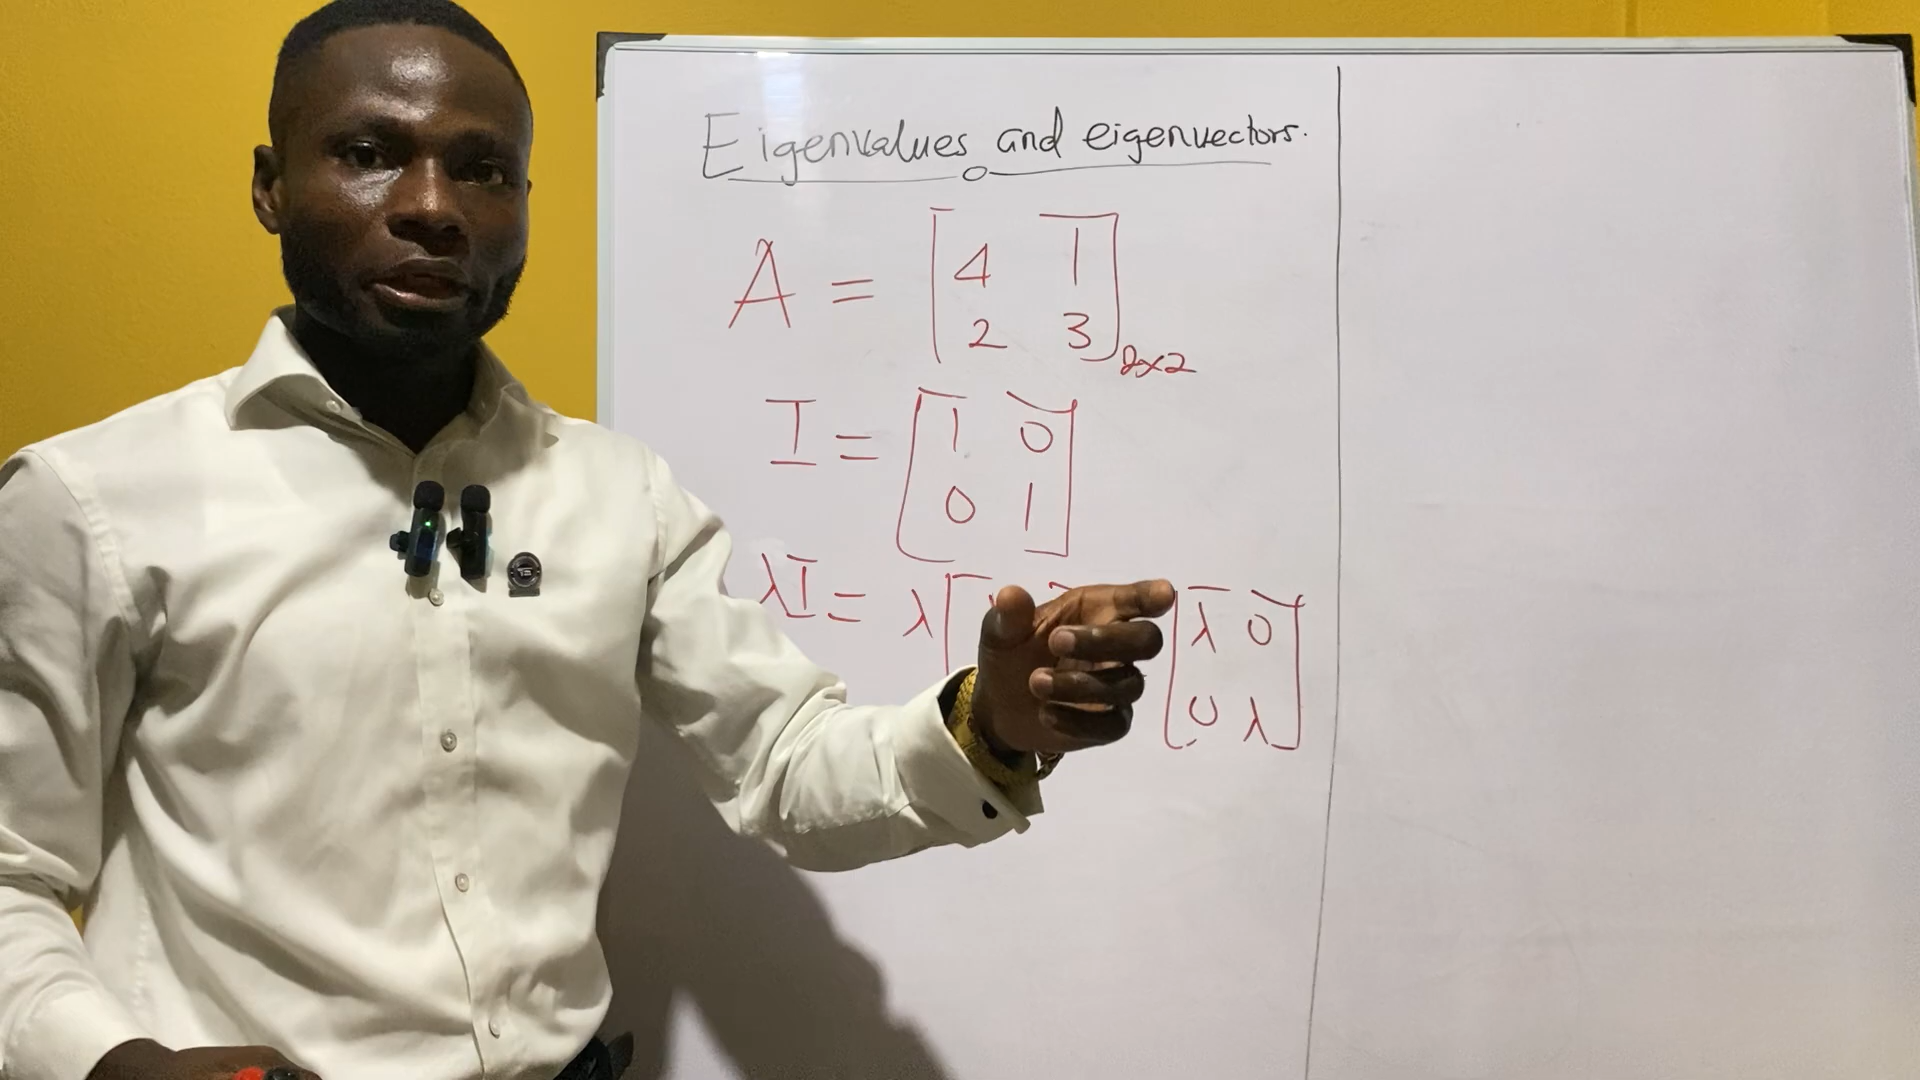 Eigenvalues and eigenvectors.
A = [4 1
2 3]2x2
I = [1 0
0 1]
λI = λ[ [λ 0
0 λ]